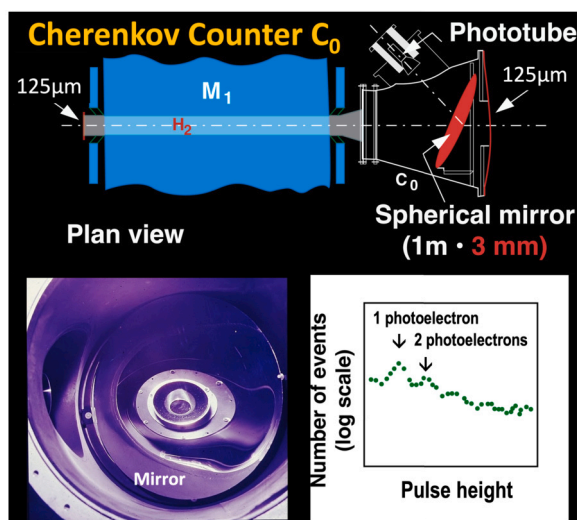 Cherenkov Counter C₀
Phototube
125μm
125μm
M₁
H₂
C₀
Plan view
Spherical mirror
(1m · 3 mm)
Mirror
1 photoelectron
2 photoelectrons
Number of events
(log scale)
Pulse height